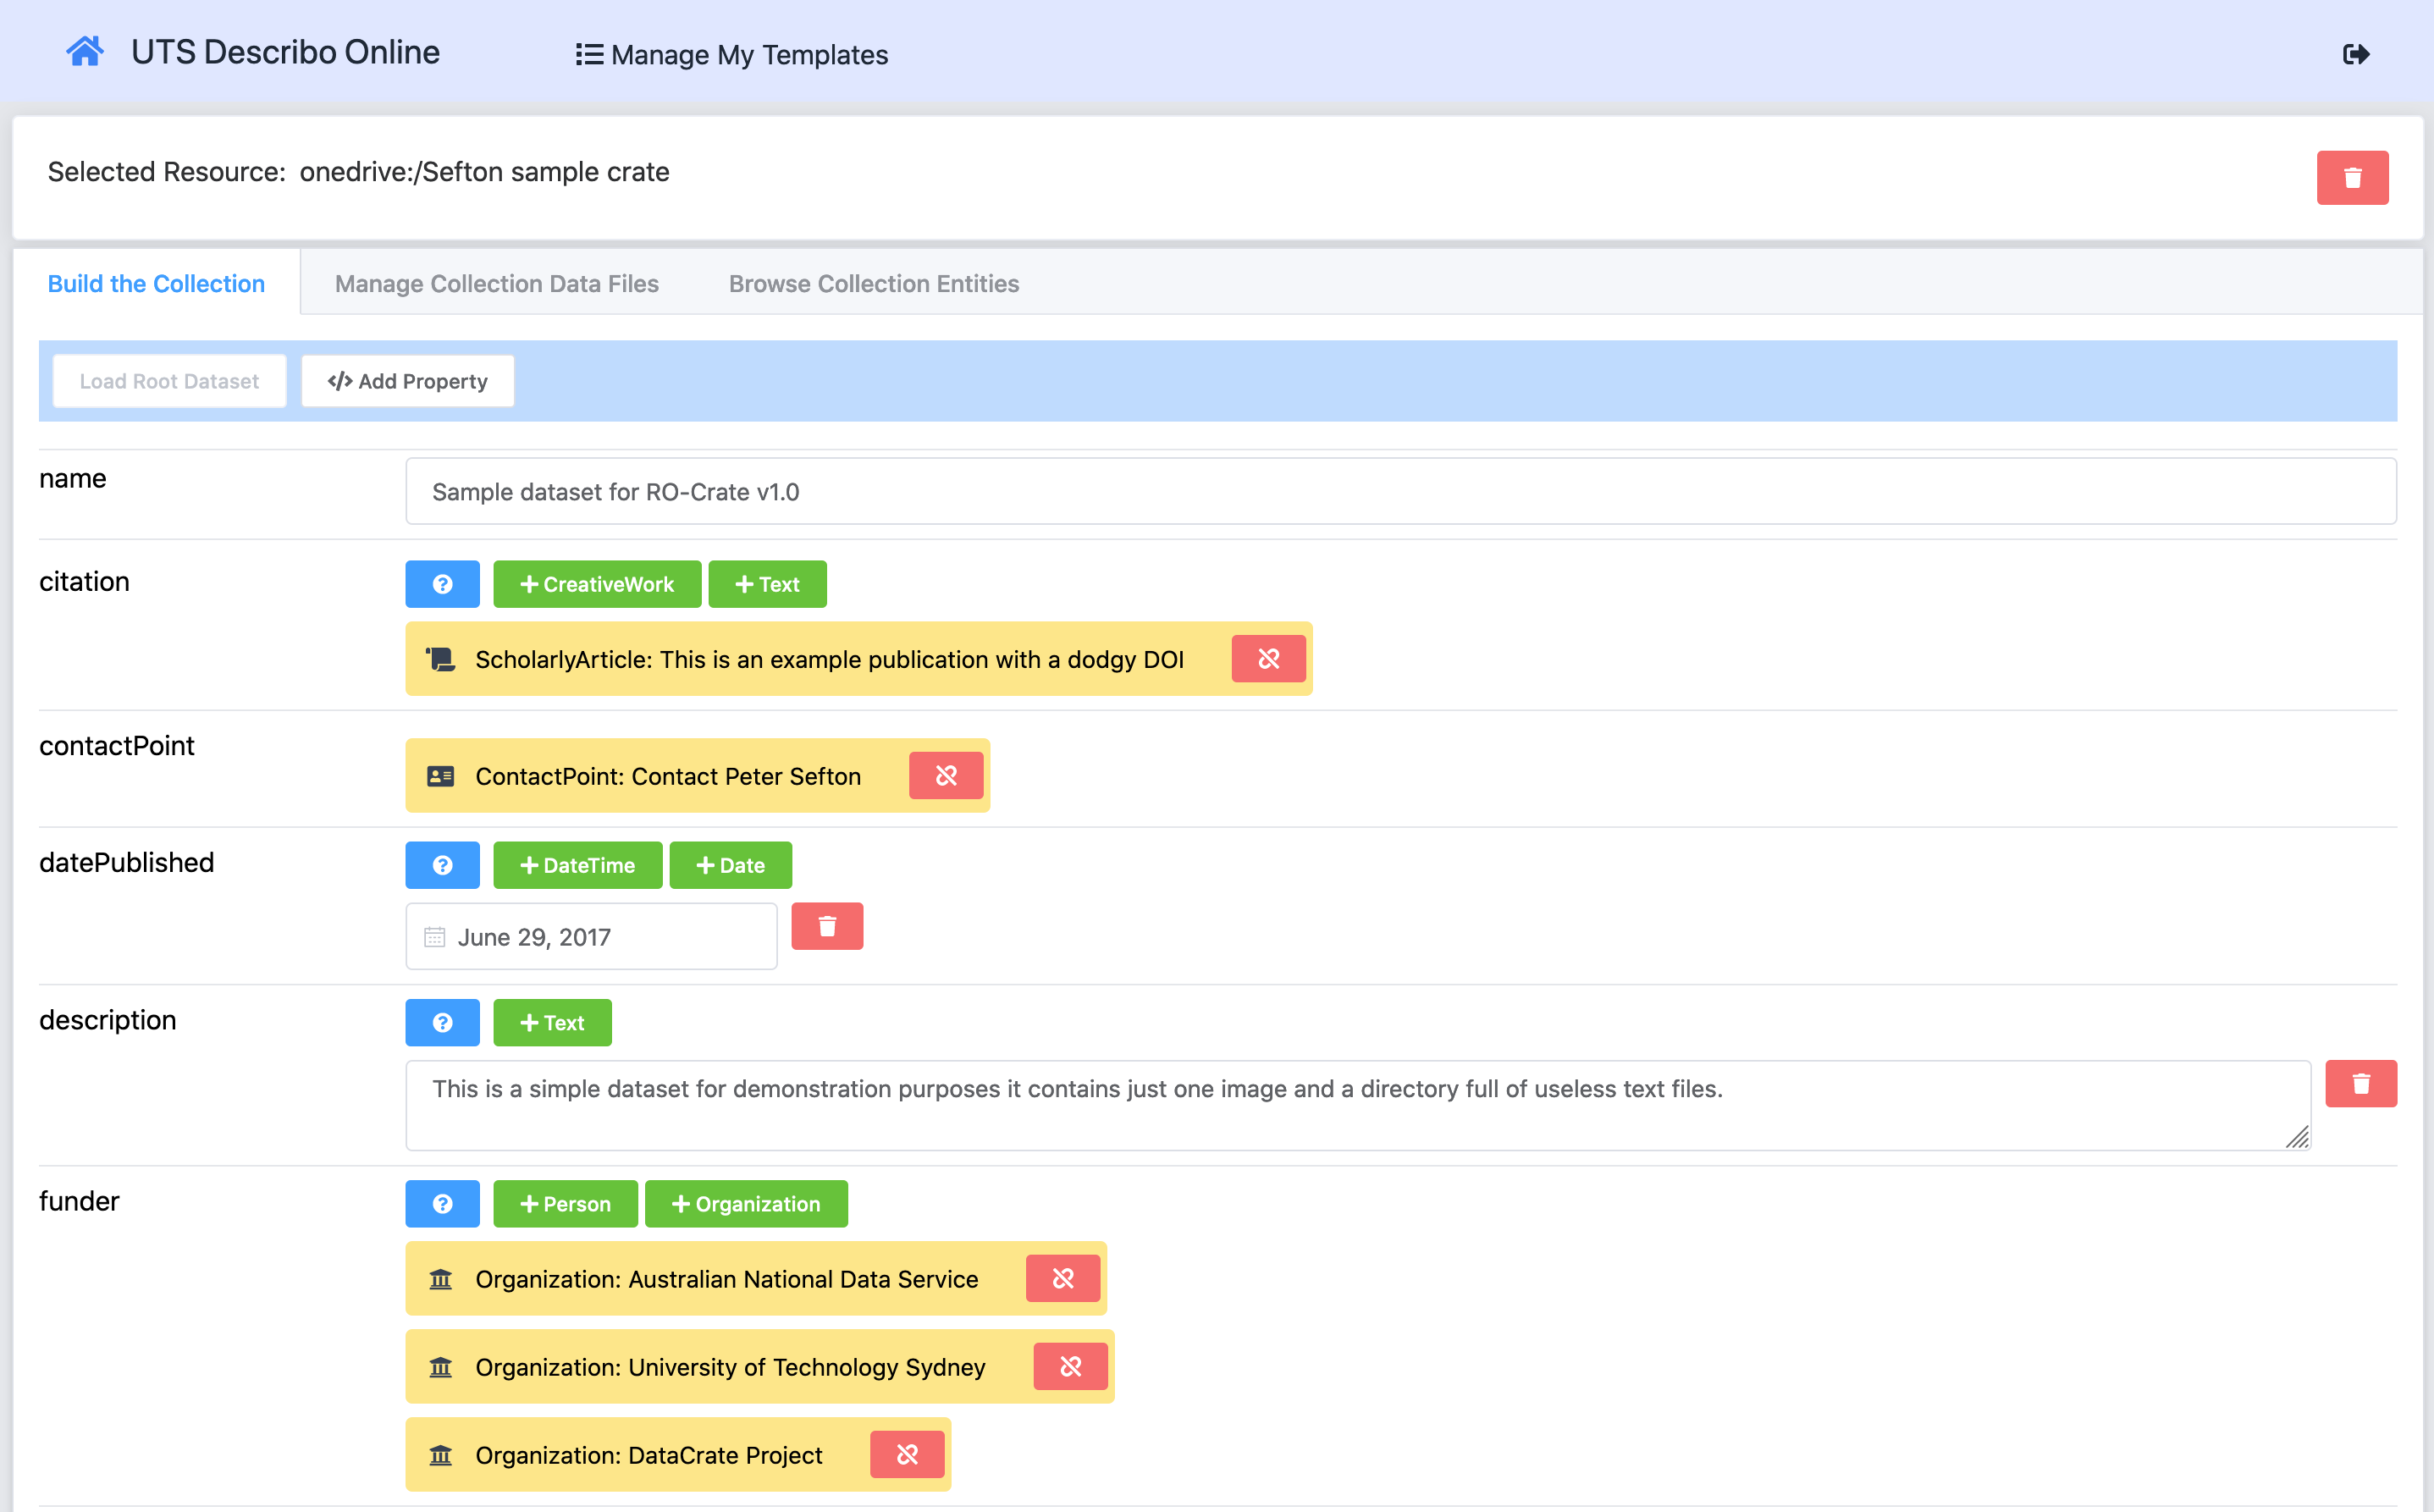 UTS Describo Online Manage My Templates
Selected Resource: onedrive:/Sefton sample crate
Build the Collection Manage Collection Data Files Browse Collection Entities
Load Root Dataset </> Add Property
name Sample dataset for RO-Crate v1.0
citation ? + CreativeWork + Text
ScholarlyArticle: This is an example publication with a dodgy DOI
contactPoint
ContactPoint: Contact Peter Sefton
datePublished ? + DateTime + Date
June 29, 2017
description ? + Text
This is a simple dataset for demonstration purposes it contains just one image and a directory full of useless text files.
funder ? + Person + Organization
Organization: Australian National Data Service
Organization: University of Technology Sydney
Organization: DataCrate Project